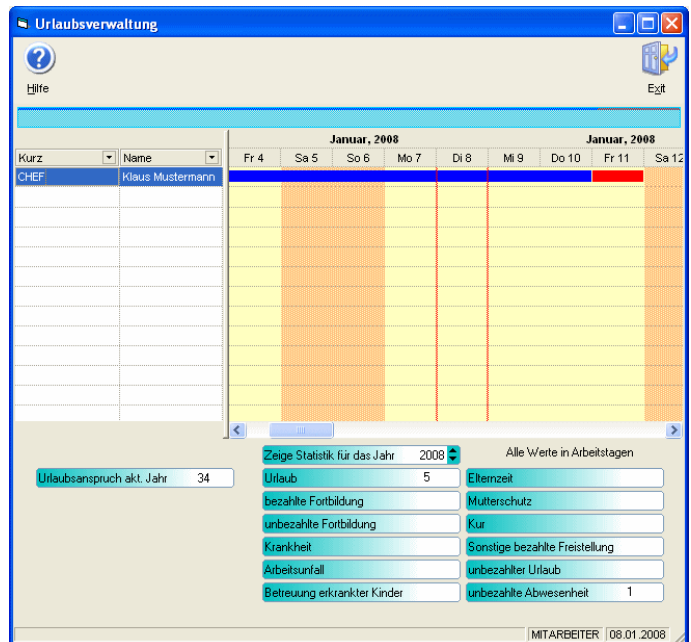 Urlaubsverwaltung
Hilfe
Exit
Januar, 2008 Januar, 2008
Kurz Name Fr 4 Sa 5 So 6 Mo 7 Di 8 Mi 9 Do 10 Fr 11 Sa 12
CHEF Klaus Mustermann
Zeige Statistik für das Jahr 2008 Alle Werte in Arbeitstagen
Urlaubsanspruch akt. Jahr 34 Urlaub 5 Elternzeit
bezahlte Fortbildung Mutterschutz
unbezahlte Fortbildung Kur
Krankheit Sonstige bezahlte Freistellung
Arbeitsunfall unbezahlter Urlaub
Betreuung erkrankter Kinder unbezahlte Abwesenheit 1
MITARBEITER 08.01.2008